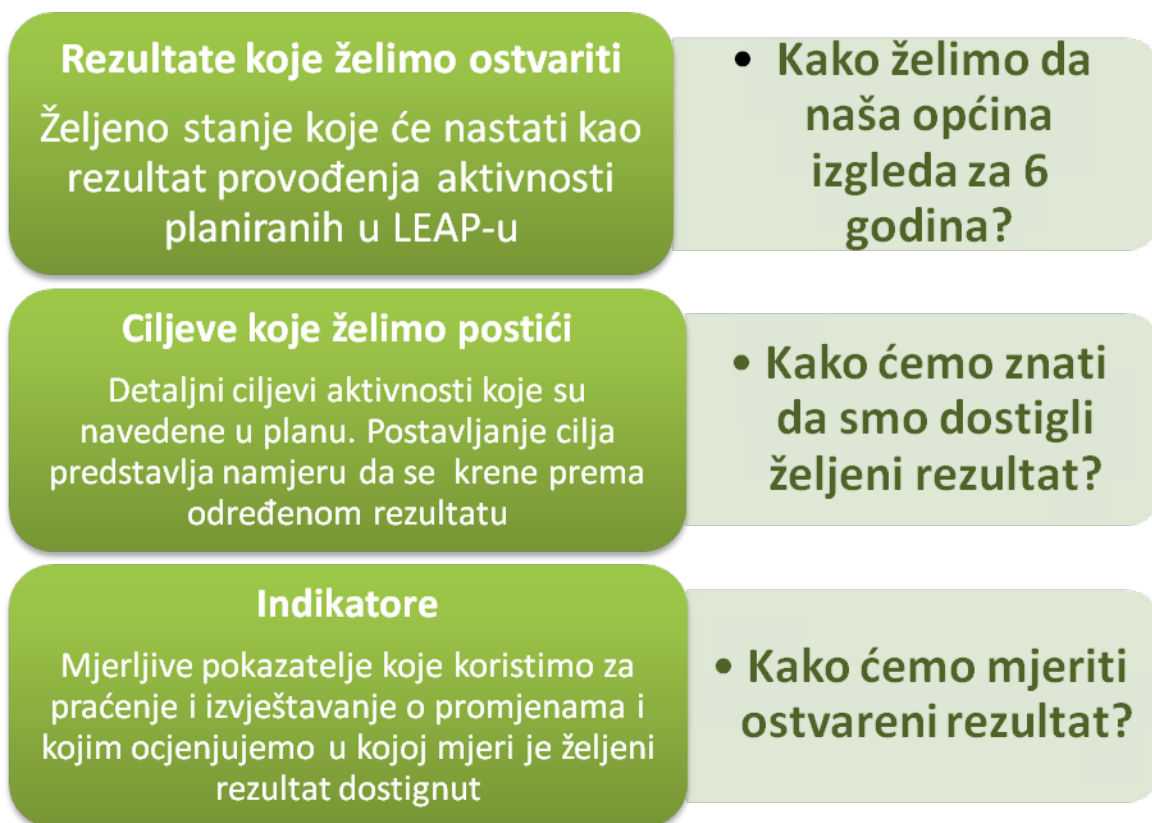 Rezultate koje želimo ostvariti
Željeno stanje koje će nastati kao
rezultat provođenja aktivnosti
planiranih u LEAP-u
• Kako želimo da
naša općina
izgleda za 6
godina?
Ciljeve koje želimo postići
Detaljni ciljevi aktivnosti koje su
navedene u planu. Postavljanje cilja
predstavlja namjeru da se krene prema
određenom rezultatu
• Kako ćemo znati
da smo dostigli
željeni rezultat?
Indikatore
Mjerljive pokazatelje koje koristimo za
praćenje i izvještavanje o promjenama i
kojim ocjenjujemo u kojoj mjeri je željeni
rezultat dostignut
• Kako ćemo mjeriti
ostvareni rezultat?